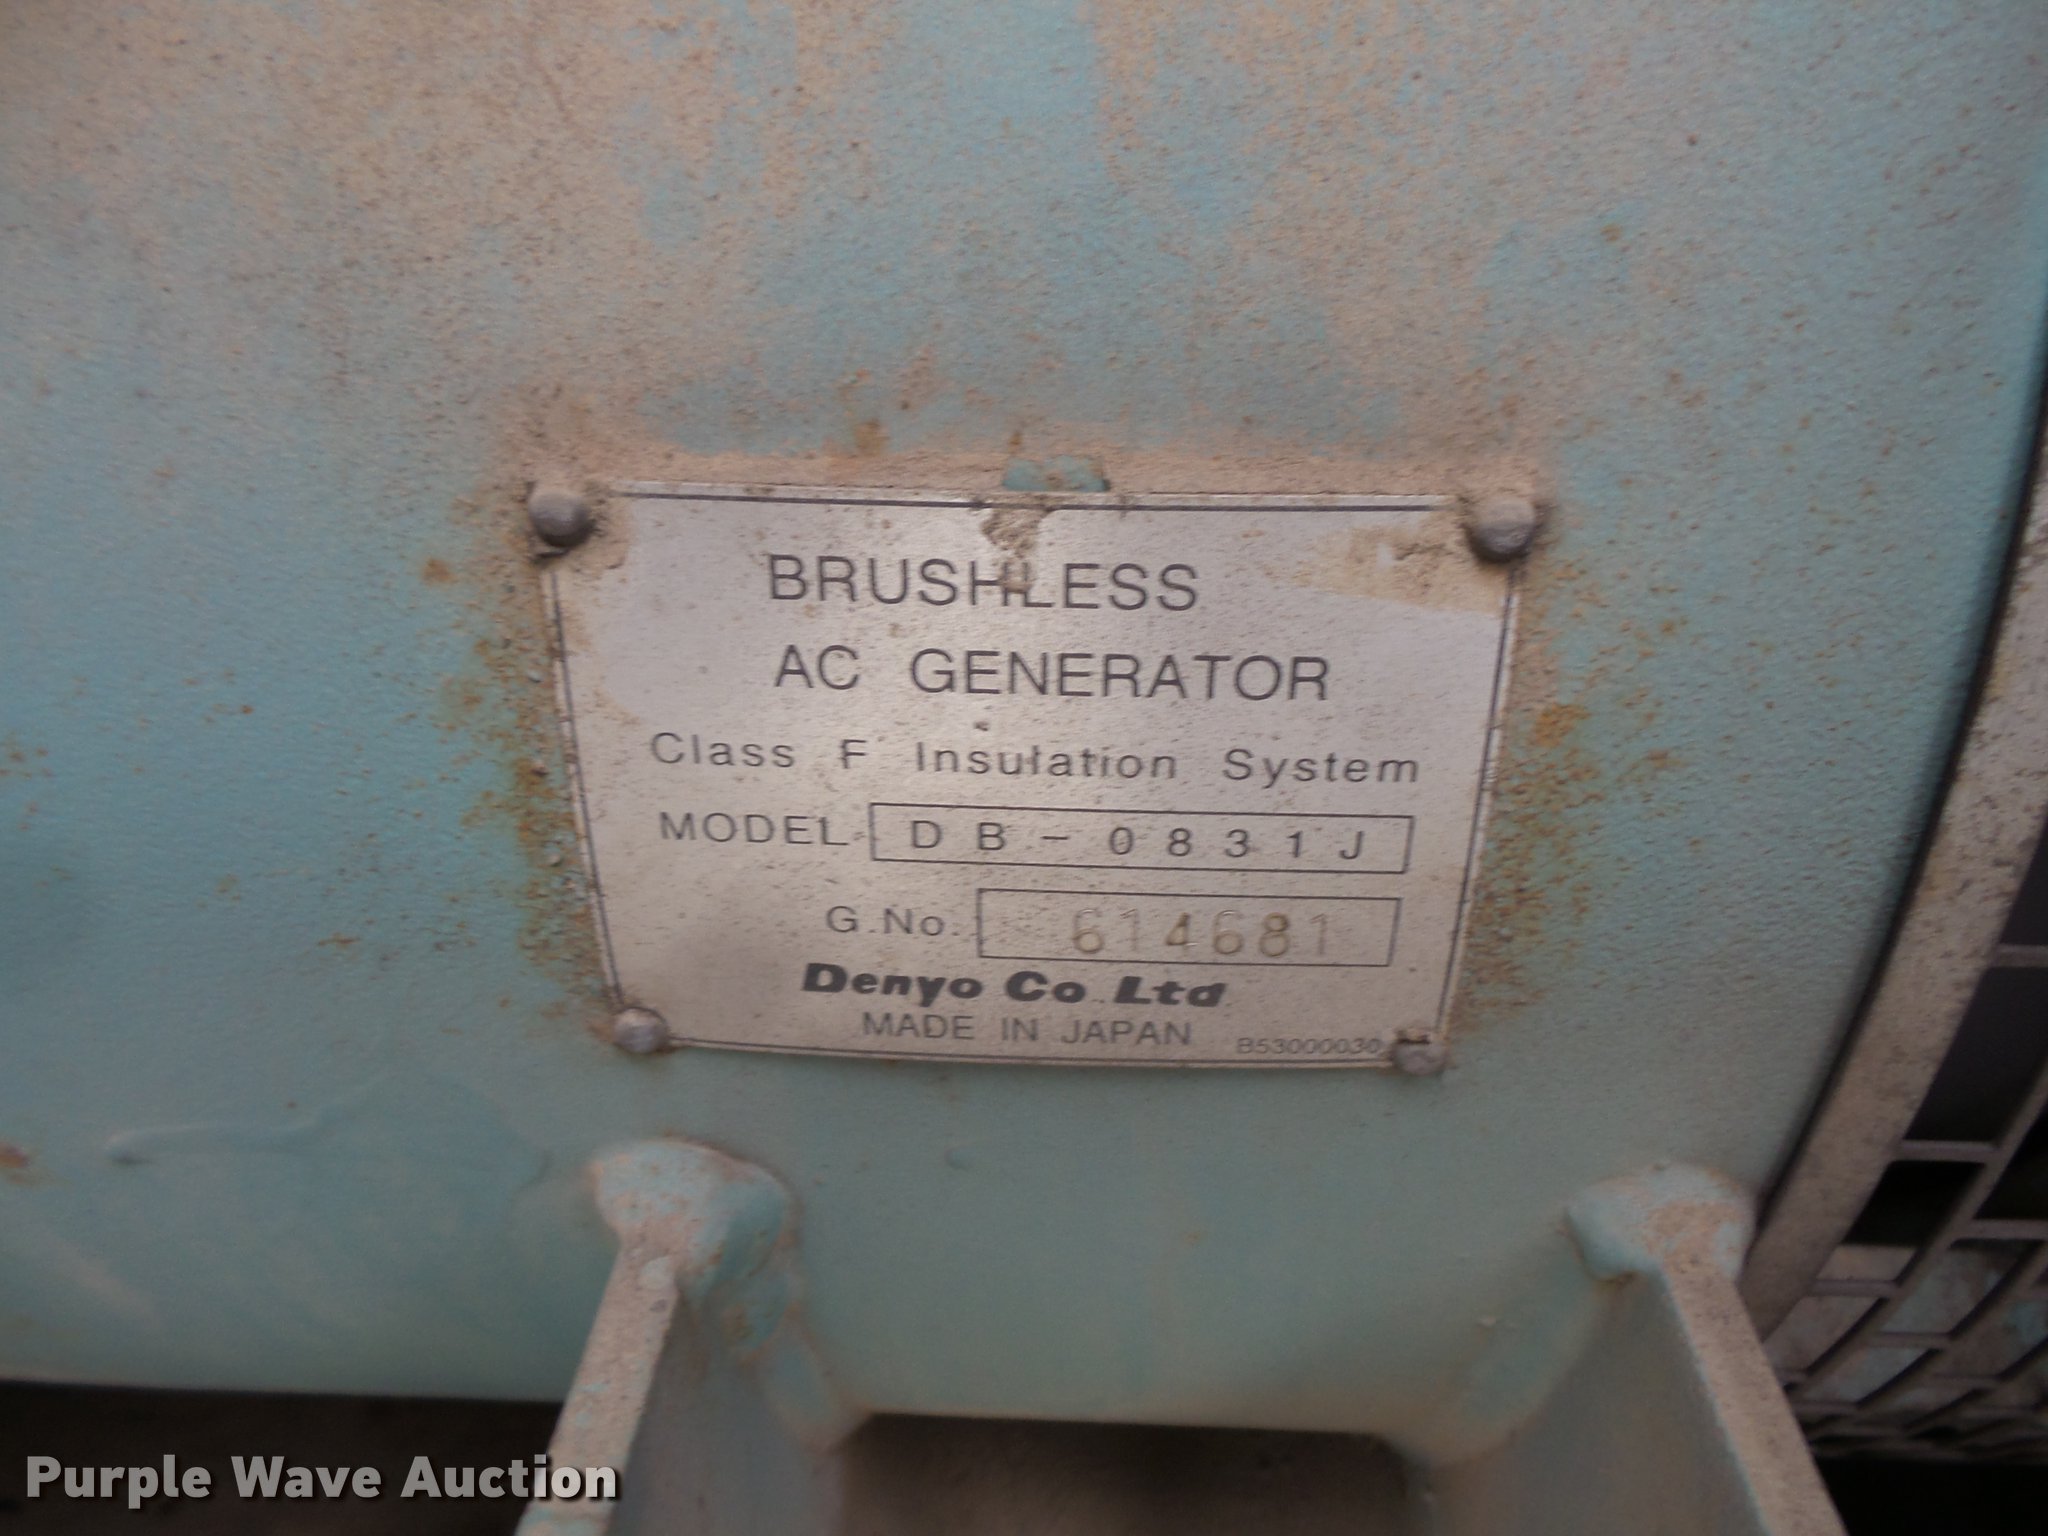 BRUSHLESS
AC GENERATOR
Class F Insulation System
MODEL DB-0831J
G.No. 614681
Denyo Co.Ltd
MADE IN JAPAN B53000030
Purple Wave Auction